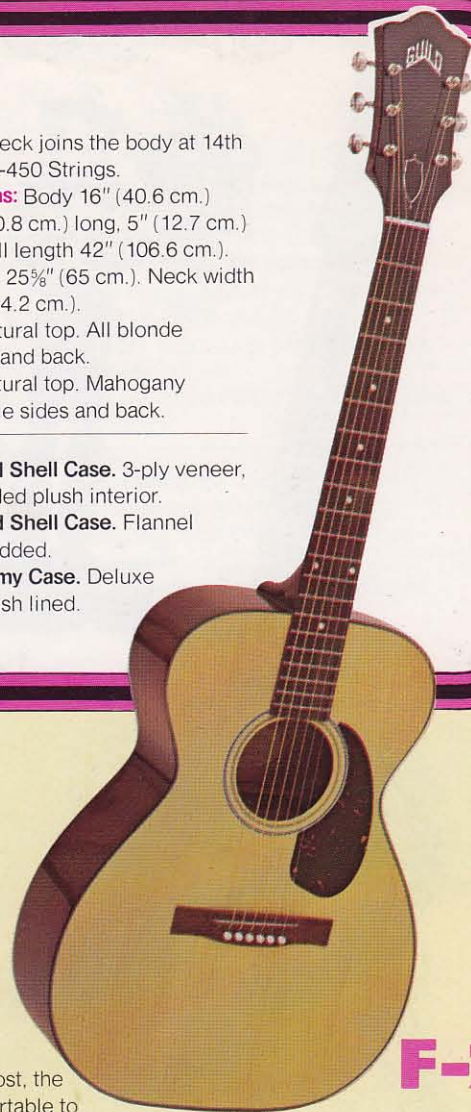 GUILD
eck joins the body at 14th
-450 Strings.
ns: Body 16" (40.6 cm.)
0.8 cm.) long, 5" (12.7 cm.)
ll length 42" (106.6 cm.).
25⅝" (65 cm.). Neck width
4.2 cm.).
tural top. All blonde
and back.
tural top. Mahogany
e sides and back.
l Shell Case. 3-ply veneer,
led plush interior.
d Shell Case. Flannel
dded.
my Case. Deluxe
sh lined.
F-
ost, the
rtable to